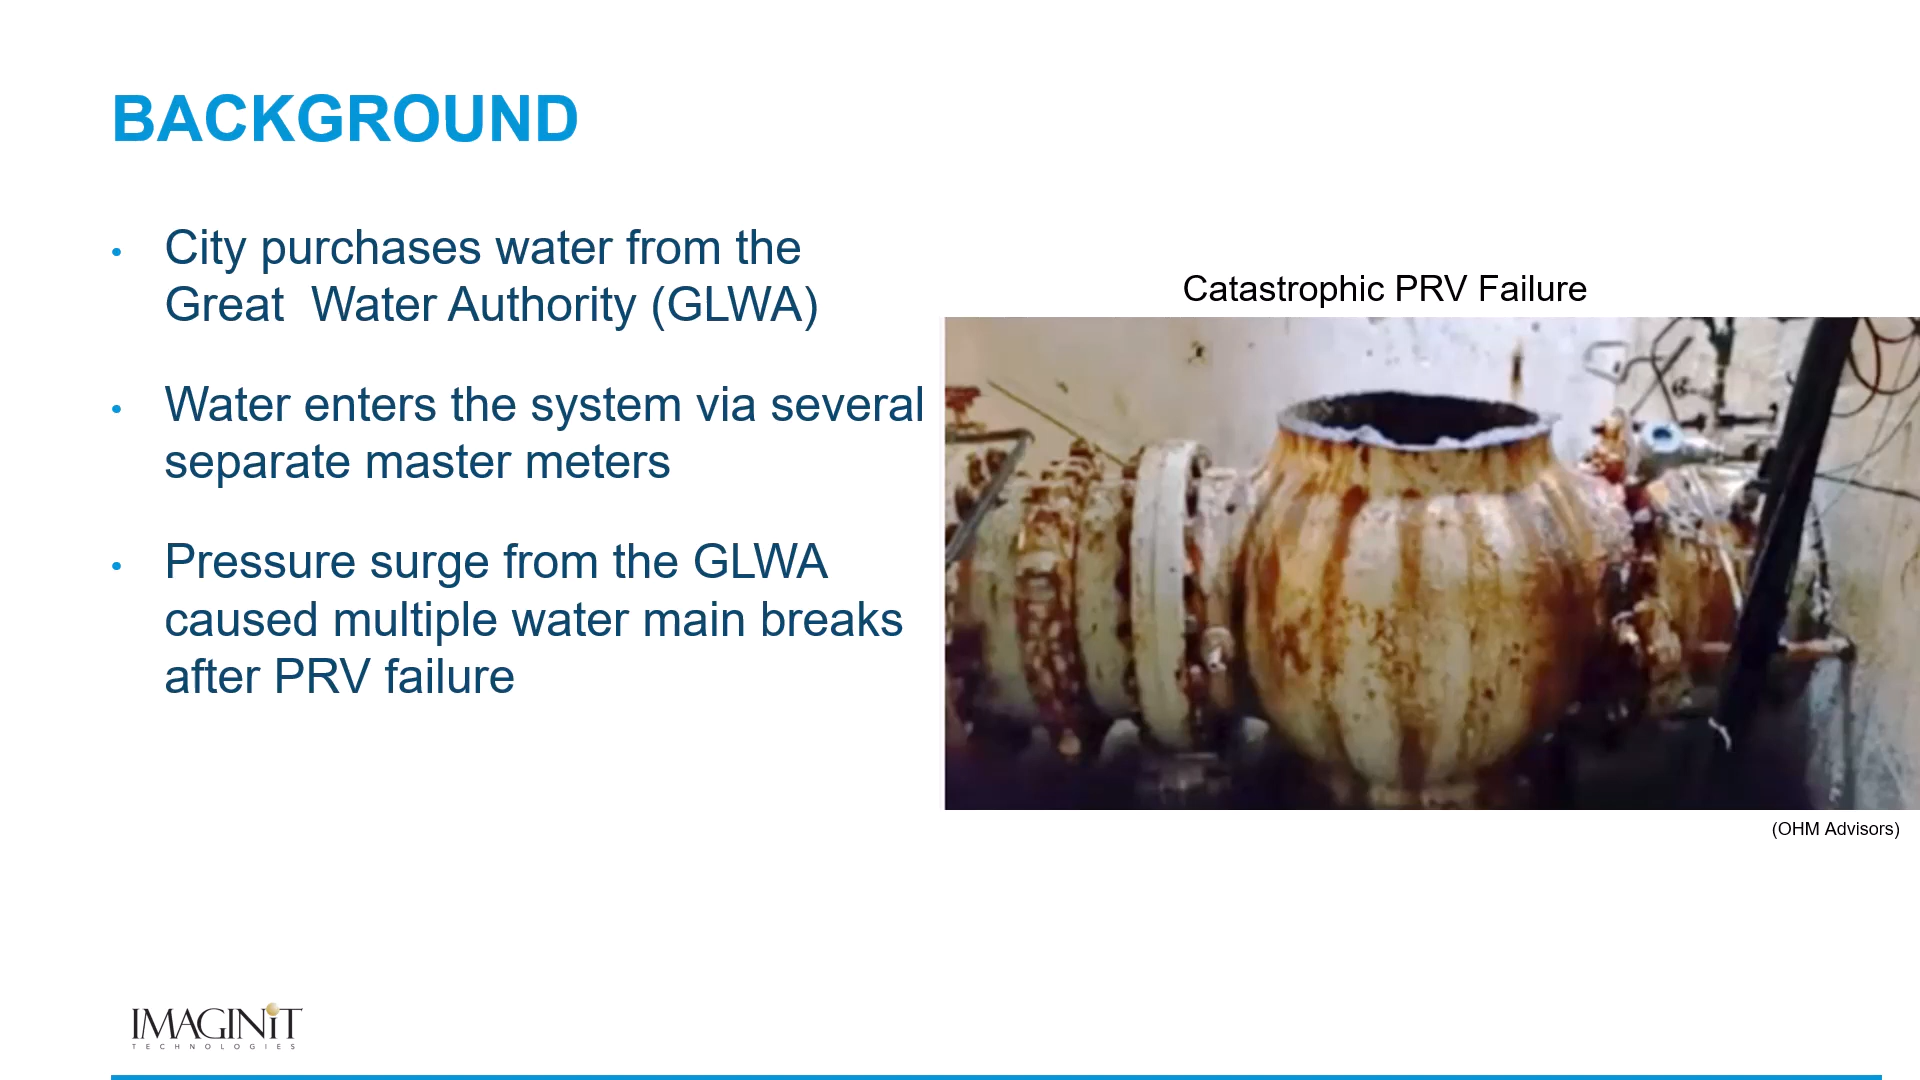 BACKGROUND
• City purchases water from the
Great  Water Authority (GLWA)
• Water enters the system via several
separate master meters
• Pressure surge from the GLWA
caused multiple water main breaks
after PRV failure
Catastrophic PRV Failure
(OHM Advisors)
IMAGINiT
TECHNOLOGIES